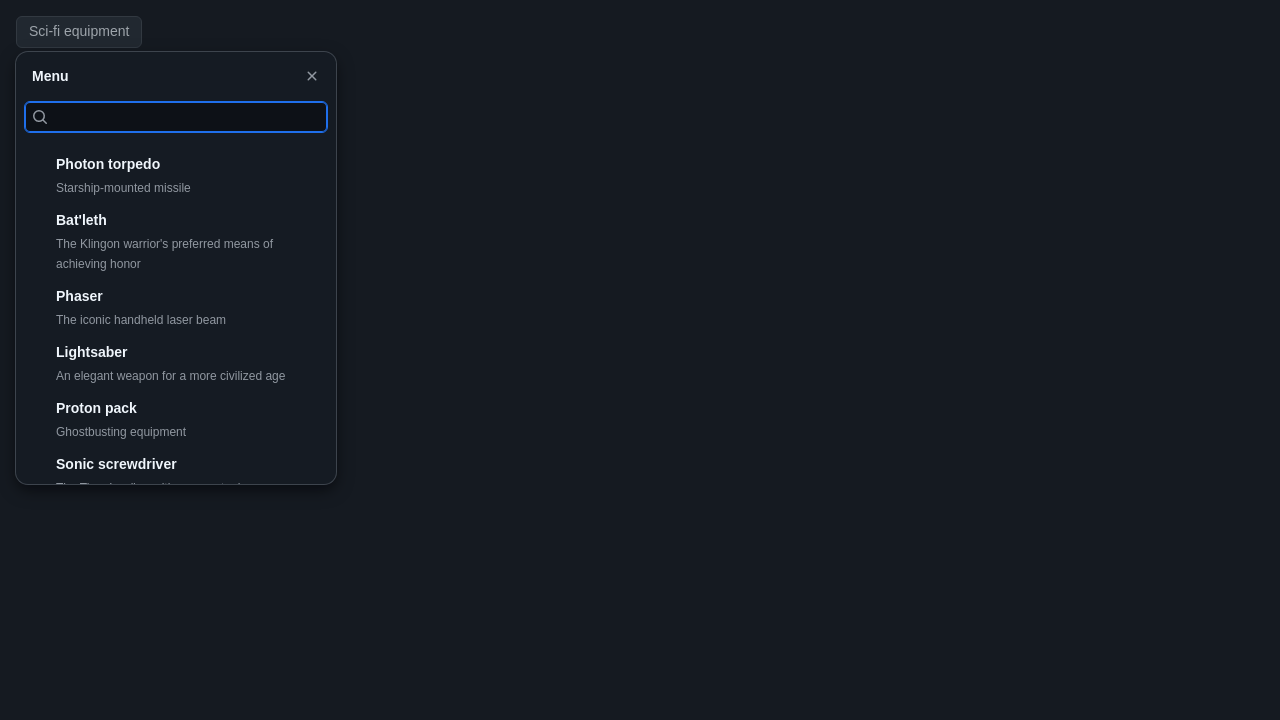 Sci-fi equipment
Menu
Photon torpedo
Starship-mounted missile
Bat'leth
The Klingon warrior's preferred means of
achieving honor
Phaser
The iconic handheld laser beam
Lightsaber
An elegant weapon for a more civilized age
Proton pack
Ghostbusting equipment
Sonic screwdriver